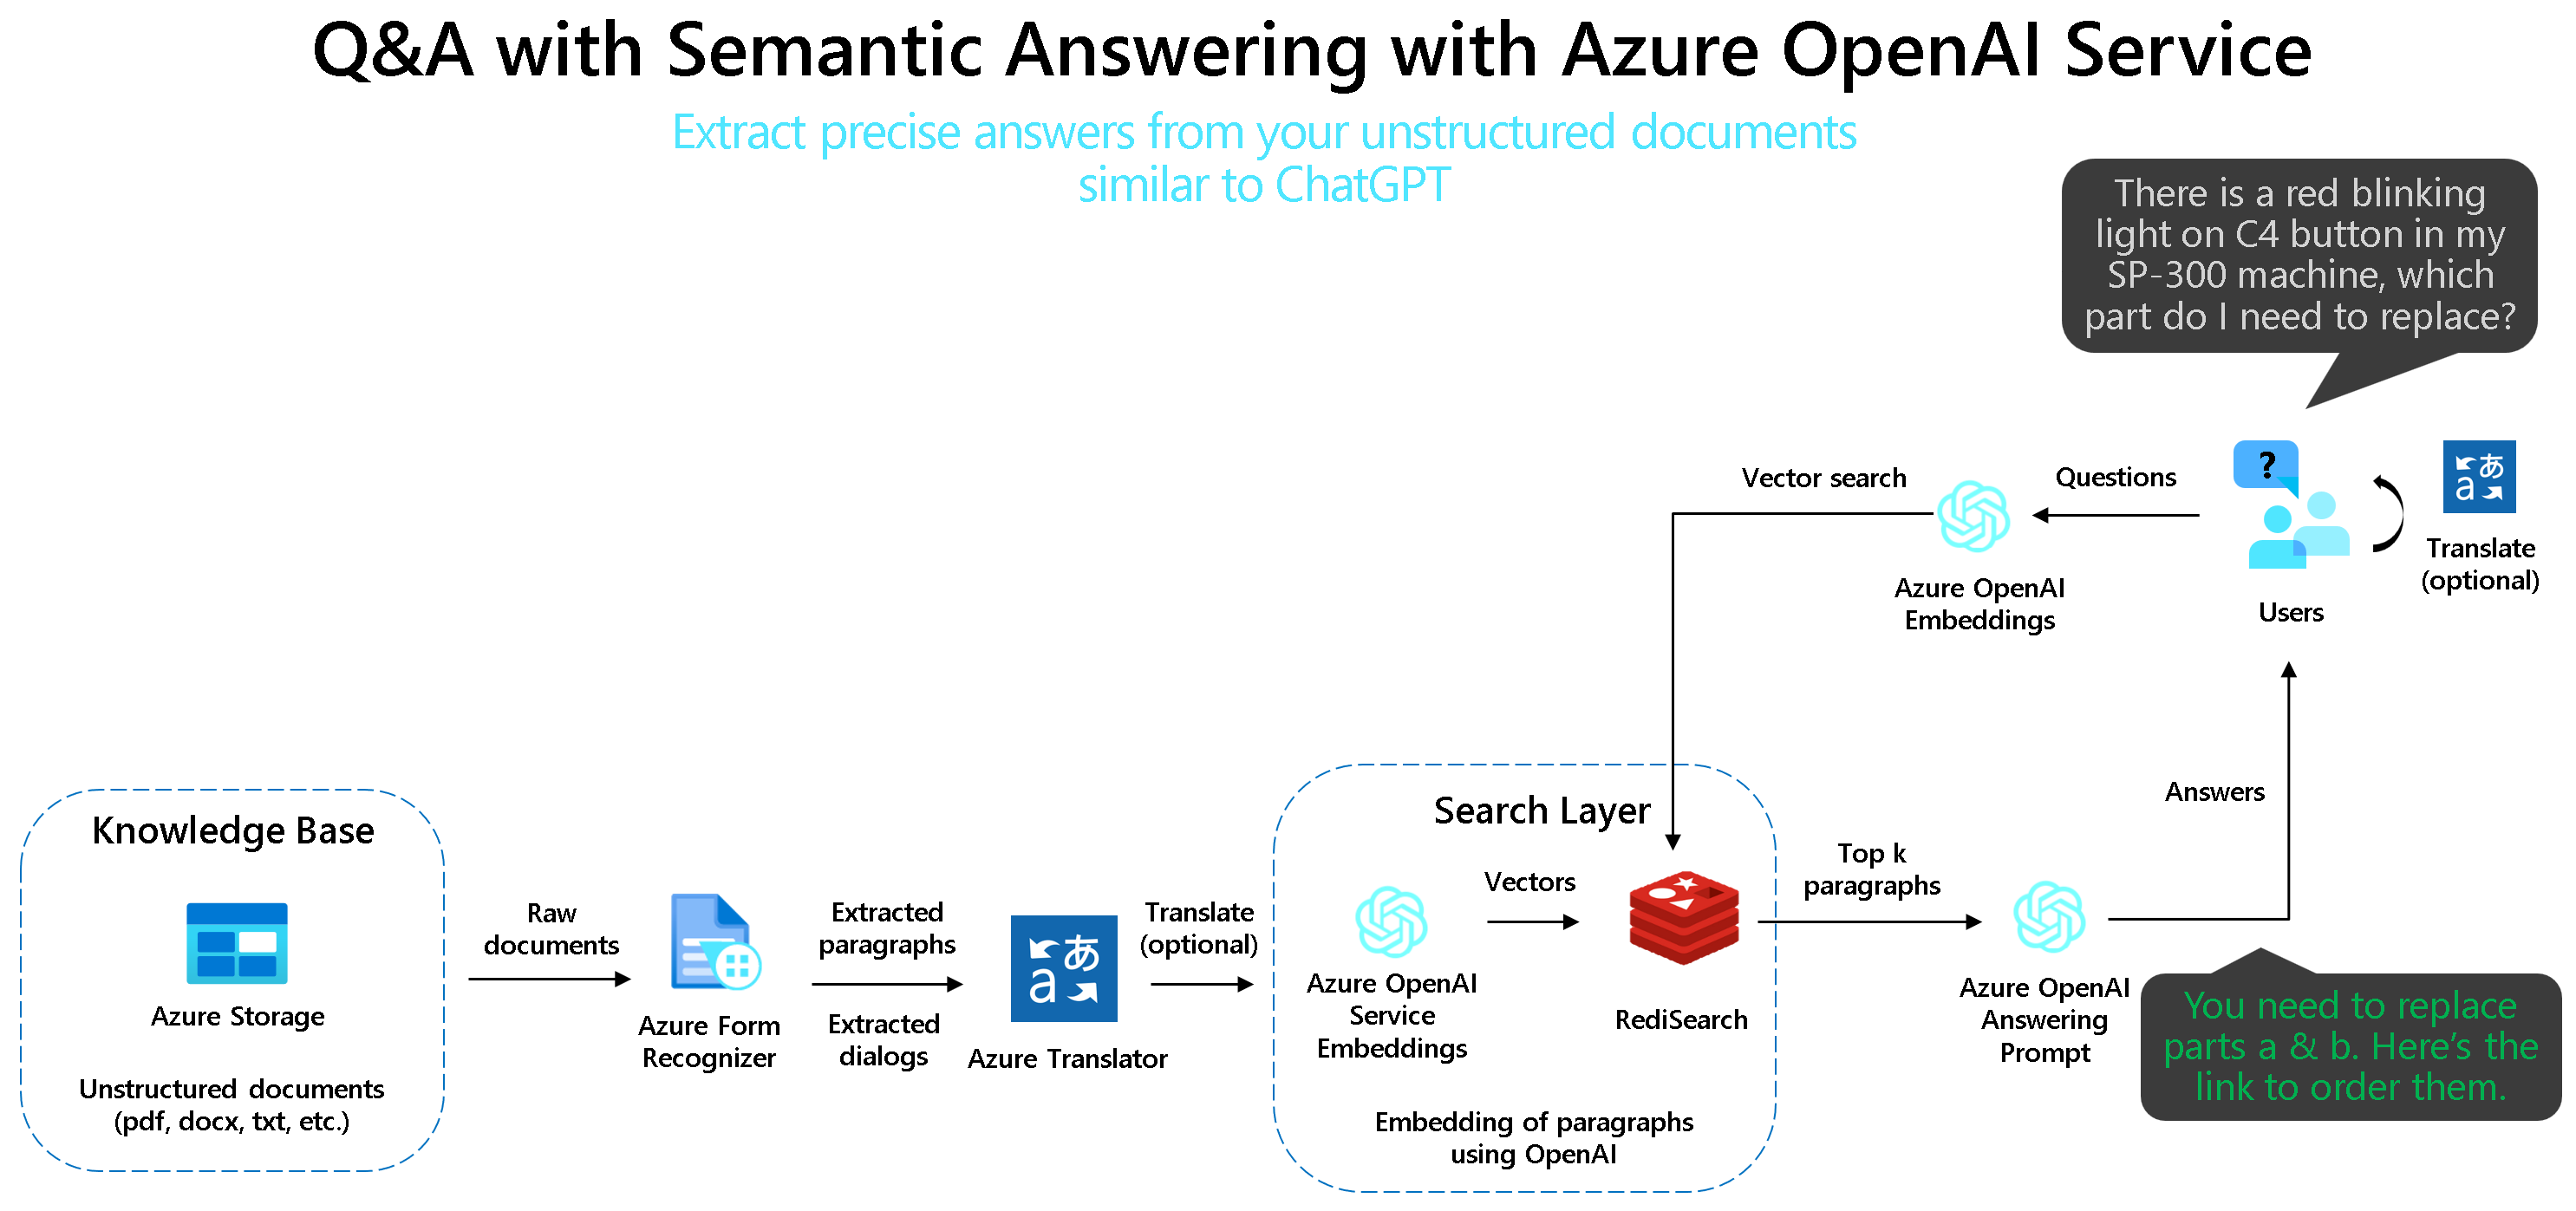 Q&A with Semantic Answering with Azure OpenAI Service
Extract precise answers from your unstructured documents
similar to ChatGPT
There is a red blinking
light on C4 button in my
SP-300 machine, which
part do I need to replace?
?
あ
a
Translate
(optional)
Users
Questions
Azure OpenAI
Embeddings
Vector search
Knowledge Base
Azure Storage
Unstructured documents
(pdf, docx, txt, etc.)
Raw
documents
Azure Form
Recognizer
Extracted
paragraphs
Extracted
dialogs
あ
a
Azure Translator
Translate
(optional)
Search Layer
Azure OpenAI
Service
Embeddings
Vectors
RediSearch
Embedding of paragraphs
using OpenAI
Top k
paragraphs
Azure OpenAI
Answering
Prompt
Answers
You need to replace
parts a & b. Here’s the
link to order them.